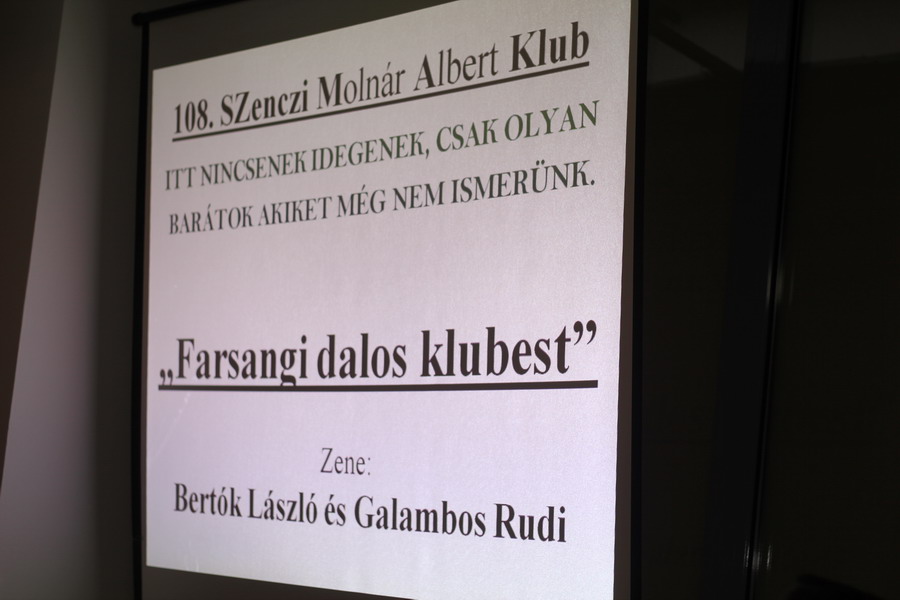 108. SZenczi Molnár Albert Klub
ITT NINCSENEK IDEGENEK, CSAK OLYAN
BARÁTOK AKIKET MÉG NEM ISMERÜNK.
„Farsangi dalos klubest”
Zene:
Bertók László és Galambos Rudi